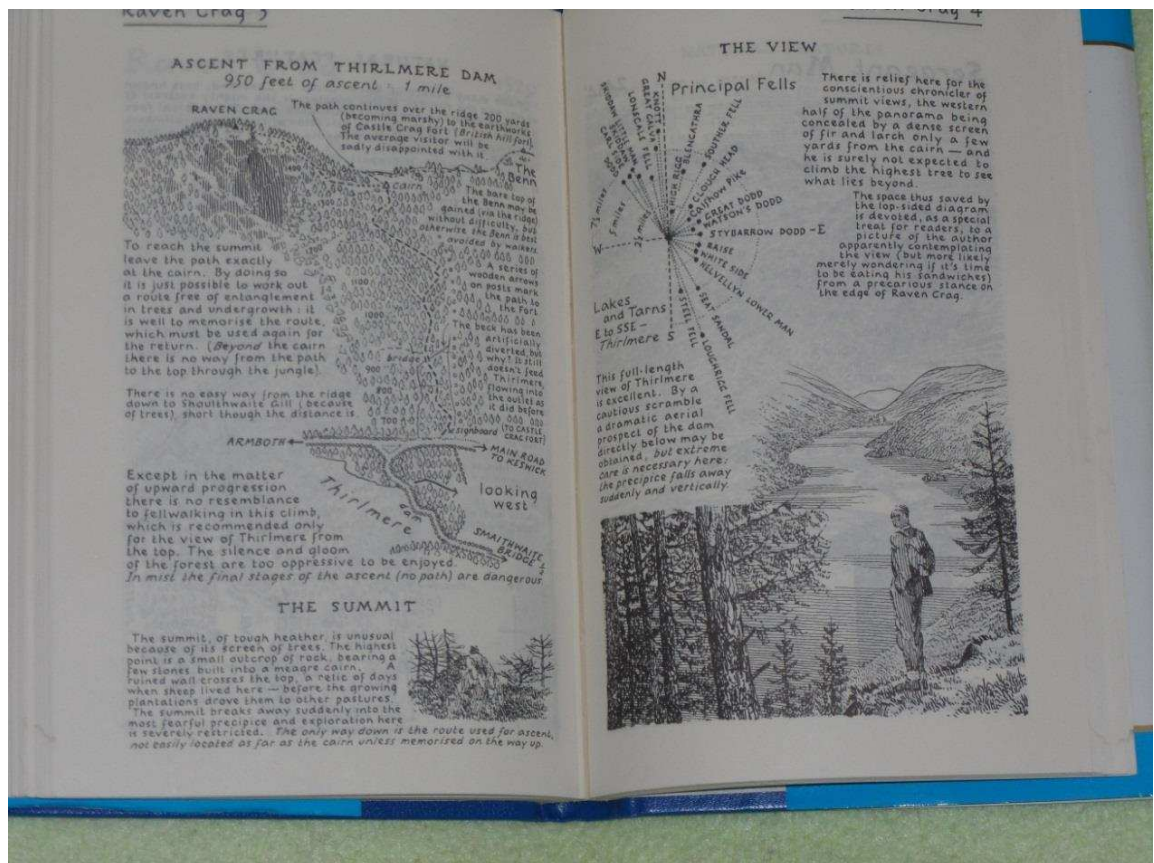 Raven Crag 3
ASCENT FROM THIRLMERE DAM
950 feet of ascent : 1 mile
RAVEN CRAG
The path continues over the ridge 200 yards
(becoming marshy) to the earthworks
of Castle Crag Fort (British hill fort).
The average visitor will be
sadly disappointed with it.
The
Benn
cairn
The bare top of
the Benn may be
gained (via the ridge)
without difficulty, but
otherwise the Benn is best
avoided by walkers
To reach the summit
leave the path exactly
at the cairn. By doing so
it is just possible to work out
a route free of entanglement
in trees and undergrowth: it
is well to memorise the route,
which must be used again for
the return. (Beyond the cairn
there is no way from the path
to the top through the jungle).
There is no easy way from the ridge
down to Shoulthwaite Gill (because
of trees), short though the distance is.
A series of
wooden arrows
on posts mark
the path to
the Fort.
The beck has been
artificially
diverted, but
why? It still
doesn't feed
Thirlmere,
flowing into
the outlet as
it did before
1400
1200
1100
1000
bridge
900
800
700
signboard (TO CASTLE
CRAG FORT)
ARMBOTH
MAIN ROAD
TO KESWICK
Thirlmere
dam
looking
west
SMAITHWAITE
BRIDGE
Except in the matter
of upward progression
there is no resemblance
to fellwalking in this climb,
which is recommended only
for the view of Thirlmere from
the top. The silence and gloom
of the forest are too oppressive to be enjoyed.
In mist the final stages of the ascent (no path) are dangerous.
THE SUMMIT
The summit, of tough heather, is unusual
because of its screen of trees. The highest
point is a small outcrop of rock, bearing a
few stones built into a meagre cairn. A
ruined wall crosses the top, a relic of days
when sheep lived here — before the growing
plantations drove them to other pastures.
The summit breaks away suddenly into the
most fearful precipice and exploration here
is severely restricted. The only way down is the route used for ascent,
not easily located as far as the cairn unless memorised on the way up.
Crag 4
THE VIEW
Principal Fells
N
KNOTT
GREAT CALVA
LONSCALE FELL
SKIDDAW LITTLE MAN
SKIDDAW
CARL SIDE
DODD
HIGH RIGG
BLENCATHRA
SOUTHER FELL
CLOUGH HEAD
Calfhow Pike
GREAT DODD
WATSON'S DODD
STYBARROW DODD - E
RAISE
WHITE SIDE
HELVELLYN LOWER MAN
SEAT SANDAL
STEEL FELL
LOUGHRIGG FELL
7½ miles
5 miles
2½ miles
W
S
Lakes
and Tarns
E to SSE —
Thirlmere
This full-length
view of Thirlmere
is excellent. By a
cautious scramble
a dramatic aerial
prospect of the dam
directly below may be
obtained, but extreme
care is necessary here:
the precipice falls away
suddenly and vertically.
There is relief here for the
conscientious chronicler of
summit views, the western
half of the panorama being
concealed by a dense screen
of fir and larch only a few
yards from the cairn — and
he is surely not expected to
climb the highest tree to see
what lies beyond.
The space thus saved by
the lop-sided diagram
is devoted, as a special
treat for readers, to a
picture of the author
apparently contemplating
the view (but more likely
merely wondering if it's time
to be eating his sandwiches)
from a precarious stance on
the edge of Raven Crag.